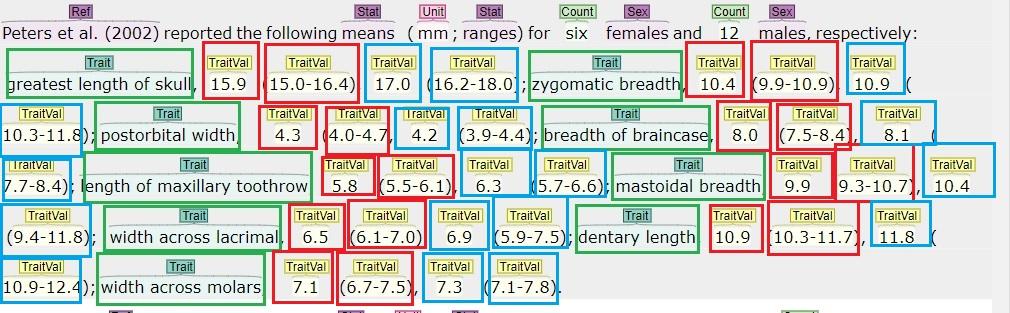 Ref Stat Unit Stat Count Sex Count Sex
Peters et al. (2002) reported the following means ( mm ; ranges) for six females and 12 males, respectively:
Trait TraitVal TraitVal TraitVal TraitVal Trait TraitVal TraitVal TraitVal
greatest length of skull, 15.9 (15.0-16.4), 17.0 (16.2-18.0); zygomatic breadth, 10.4 (9.9-10.9), 10.9 (
TraitVal Trait TraitVal TraitVal TraitVal TraitVal Trait TraitVal TraitVal TraitVal
10.3-11.8); postorbital width, 4.3 (4.0-4.7, 4.2 (3.9-4.4); breadth of braincase, 8.0 (7.5-8.4), 8.1 (
TraitVal Trait TraitVal TraitVal TraitVal TraitVal Trait TraitVal TraitVal TraitVal
7.7-8.4); length of maxillary toothrow, 5.8 (5.5-6.1), 6.3 (5.7-6.6); mastoidal breadth, 9.9 9.3-10.7), 10.4
TraitVal Trait TraitVal TraitVal TraitVal TraitVal Trait TraitVal TraitVal TraitVal
(9.4-11.8); width across lacrimal, 6.5 (6.1-7.0) 6.9 (5.9-7.5); dentary length, 10.9 (10.3-11.7), 11.8 (
TraitVal Trait TraitVal TraitVal TraitVal TraitVal
10.9-12.4); width across molars, 7.1 (6.7-7.5), 7.3 (7.1-7.8).